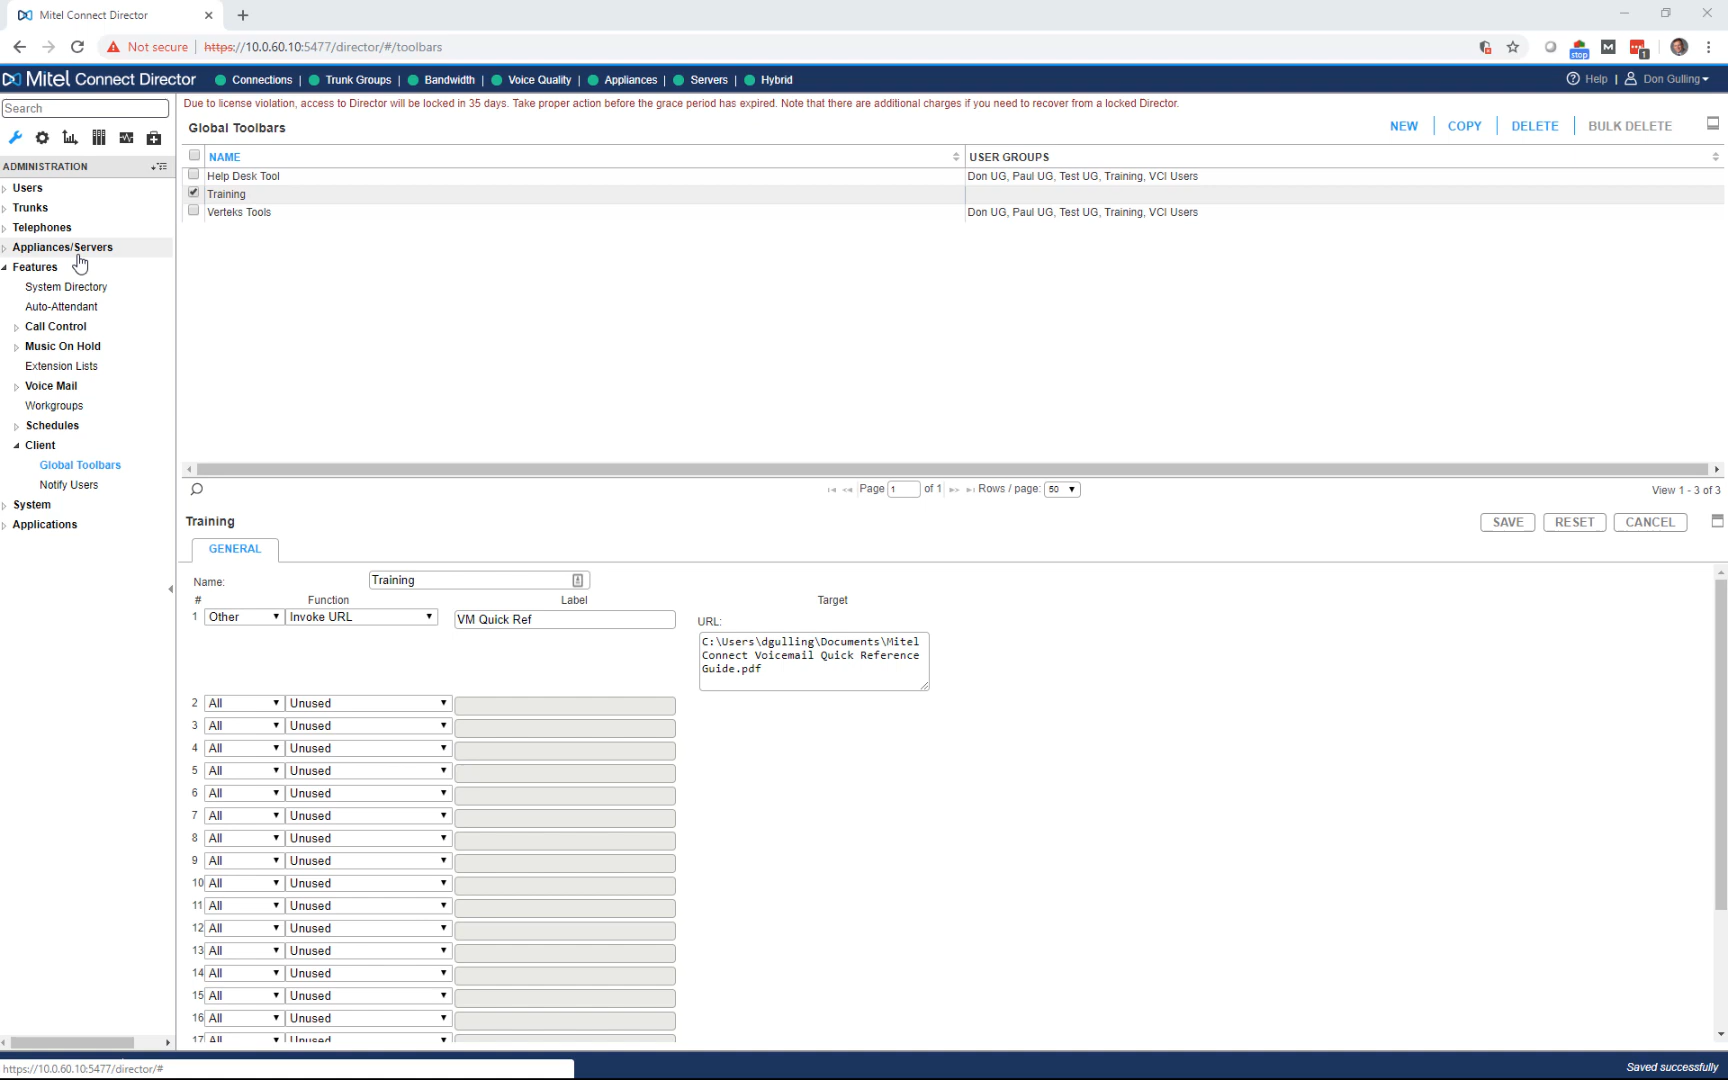 Mitel Connect Director
Not secure | https://10.0.60.10:5477/director/#/toolbars
stop
M
1
Mitel Connect Director
Connections | Trunk Groups | Bandwidth | Voice Quality | Appliances | Servers | Hybrid
Help | Don Gulling
Search
Due to license violation, access to Director will be locked in 35 days. Take proper action before the grace period has expired. Note that there are additional charges if you need to recover from a locked Director.
Global Toolbars
NEW | COPY | DELETE | BULK DELETE
ADMINISTRATION
Users
Trunks
Telephones
Appliances/Servers
Features
System Directory
Auto-Attendant
Call Control
Music On Hold
Extension Lists
Voice Mail
Workgroups
Schedules
Client
Global Toolbars
Notify Users
System
Applications
NAME USER GROUPS
Help Desk Tool Don UG, Paul UG, Test UG, Training, VCI Users
Training
Verteks Tools Don UG, Paul UG, Test UG, Training, VCI Users
Page 1 of 1 Rows / page: 50
View 1 - 3 of 3
Training
SAVE RESET CANCEL
GENERAL
Name: Training
# Function Label Target
1 Other Invoke URL VM Quick Ref URL:
C:\Users\dgulling\Documents\Mitel
Connect Voicemail Quick Reference
Guide.pdf
2 All Unused
3 All Unused
4 All Unused
5 All Unused
6 All Unused
7 All Unused
8 All Unused
9 All Unused
10 All Unused
11 All Unused
12 All Unused
13 All Unused
14 All Unused
15 All Unused
16 All Unused
17 All Unused
https://10.0.60.10:5477/director/#
Saved successfully